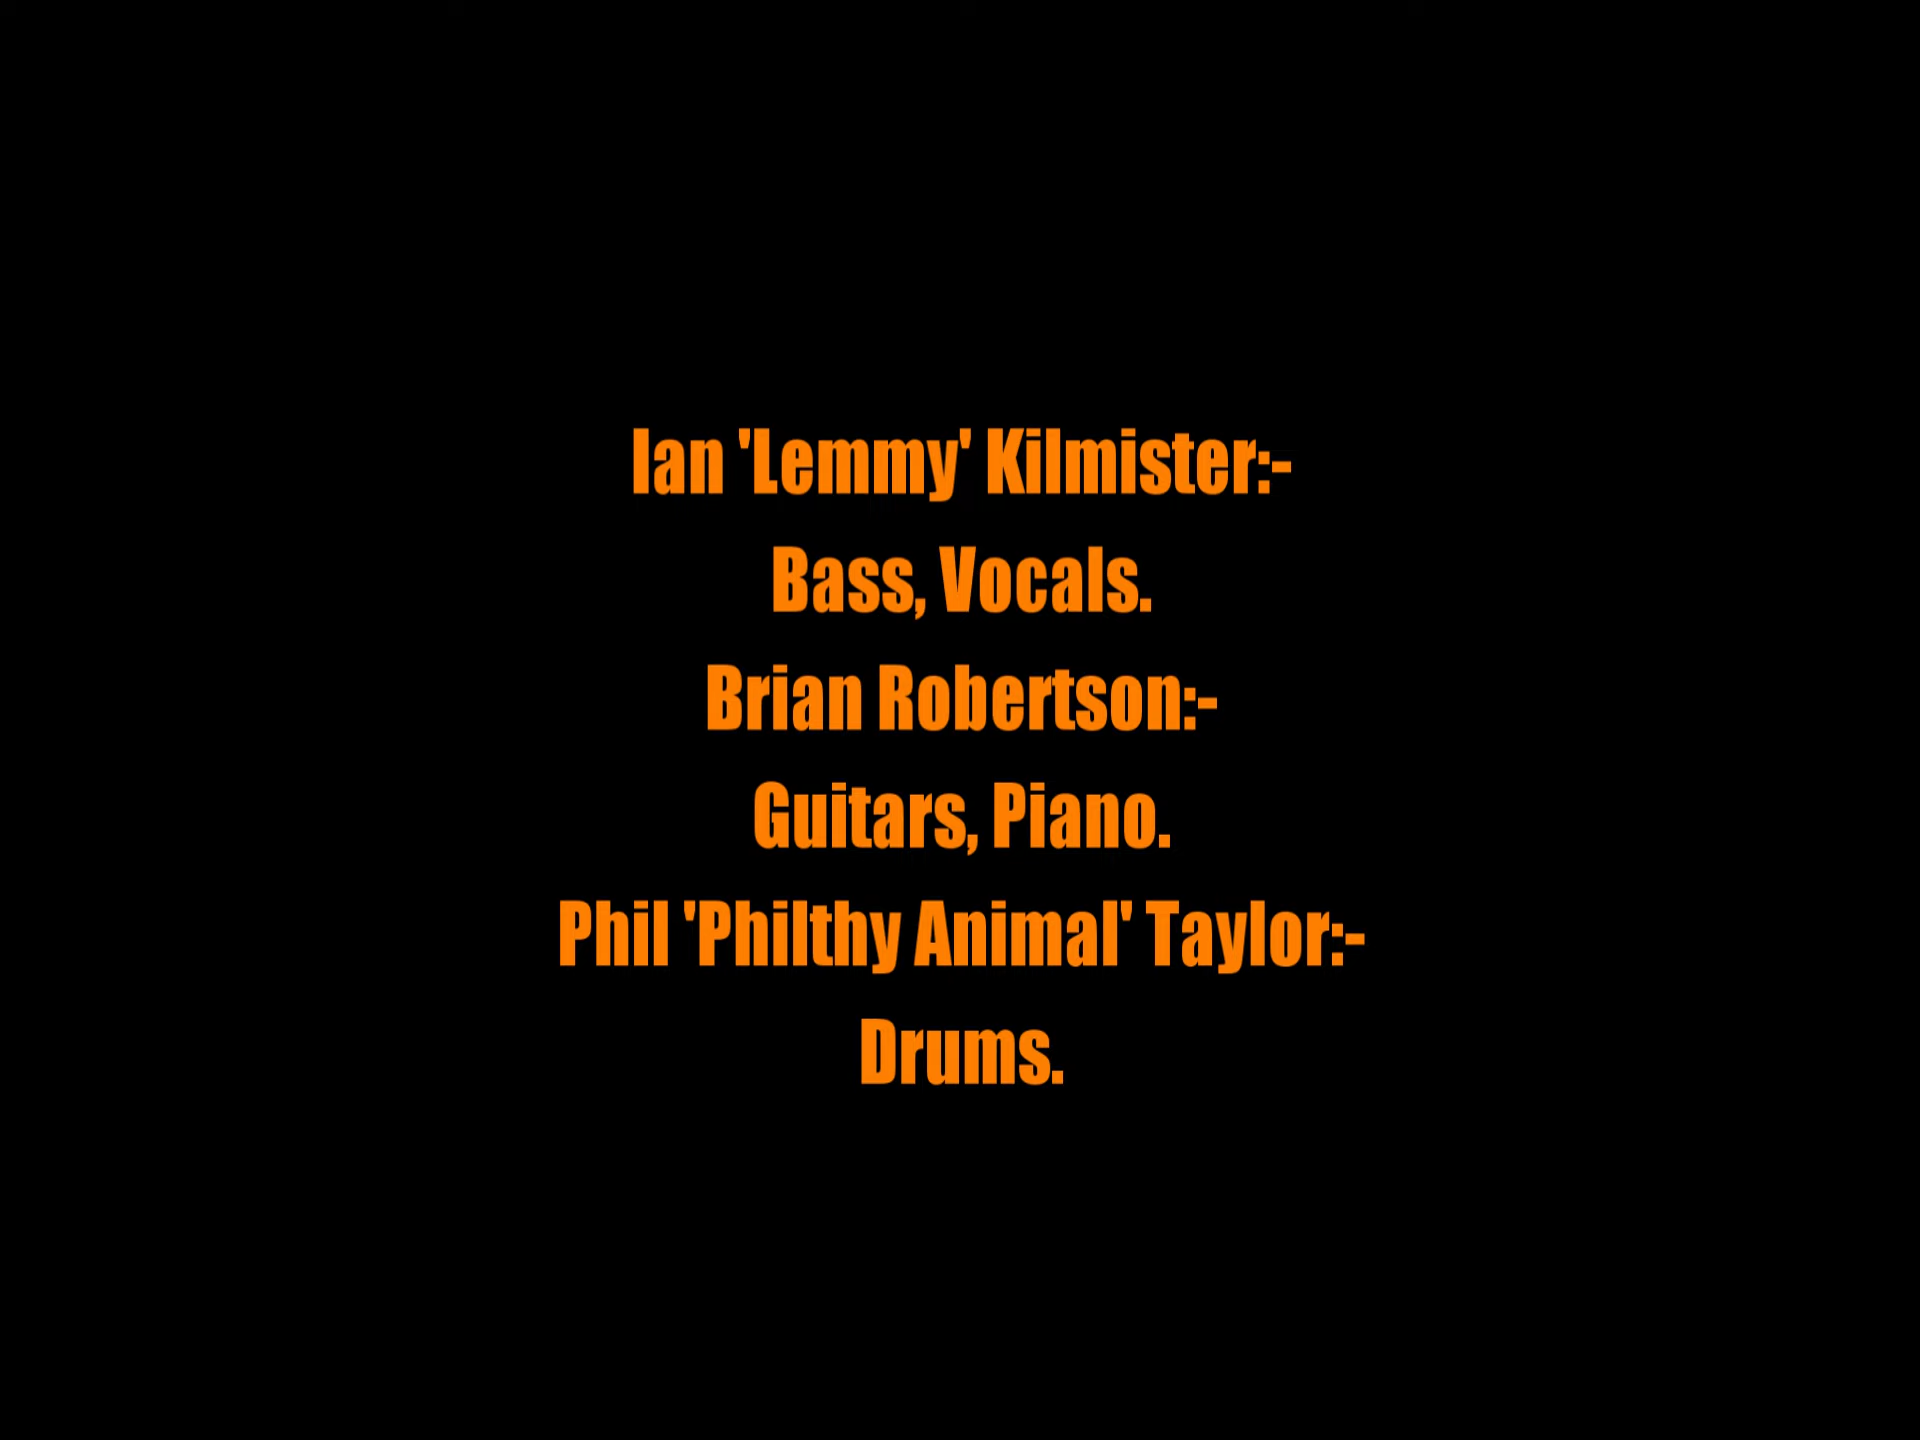 Ian 'Lemmy' Kilmister:-
Bass, Vocals.
Brian Robertson:-
Guitars, Piano.
Phil 'Philthy Animal' Taylor:-
Drums.